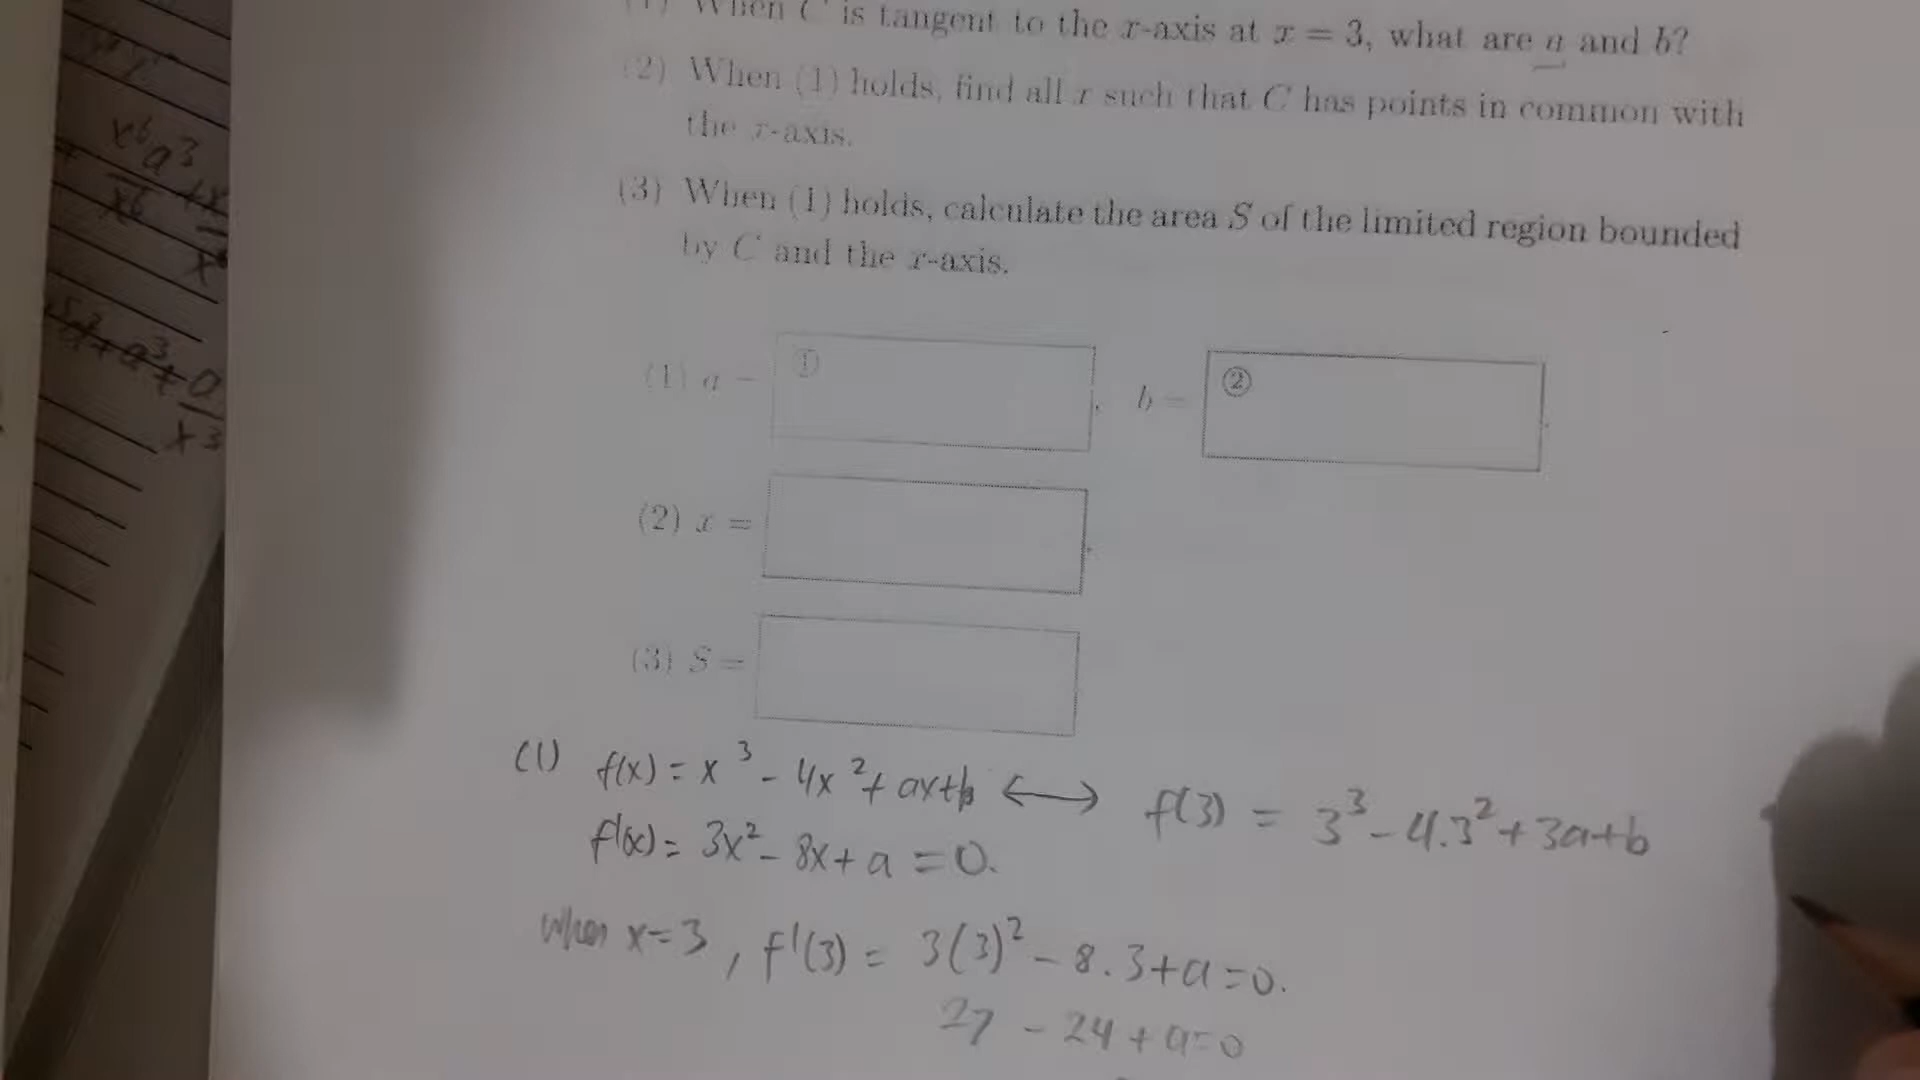 (1) When C is tangent to the x-axis at x = 3, what are a and b?
(2) When (1) holds, find all x such that C has points in common with
the x-axis.
(3) When (1) holds, calculate the area S of the limited region bounded
by C and the x-axis.
(1) a = ① , b = ② .
(2) x = .
(3) S =
(1) f(x) = x³ - 4x² + ax+b ⟷ f(3) = 3³ - 4.3² + 3a+b
f'(x) = 3x² - 8x + a = 0.
when x=3, f'(3) = 3(3)² - 8.3+a=0.
27 - 24 + a=0